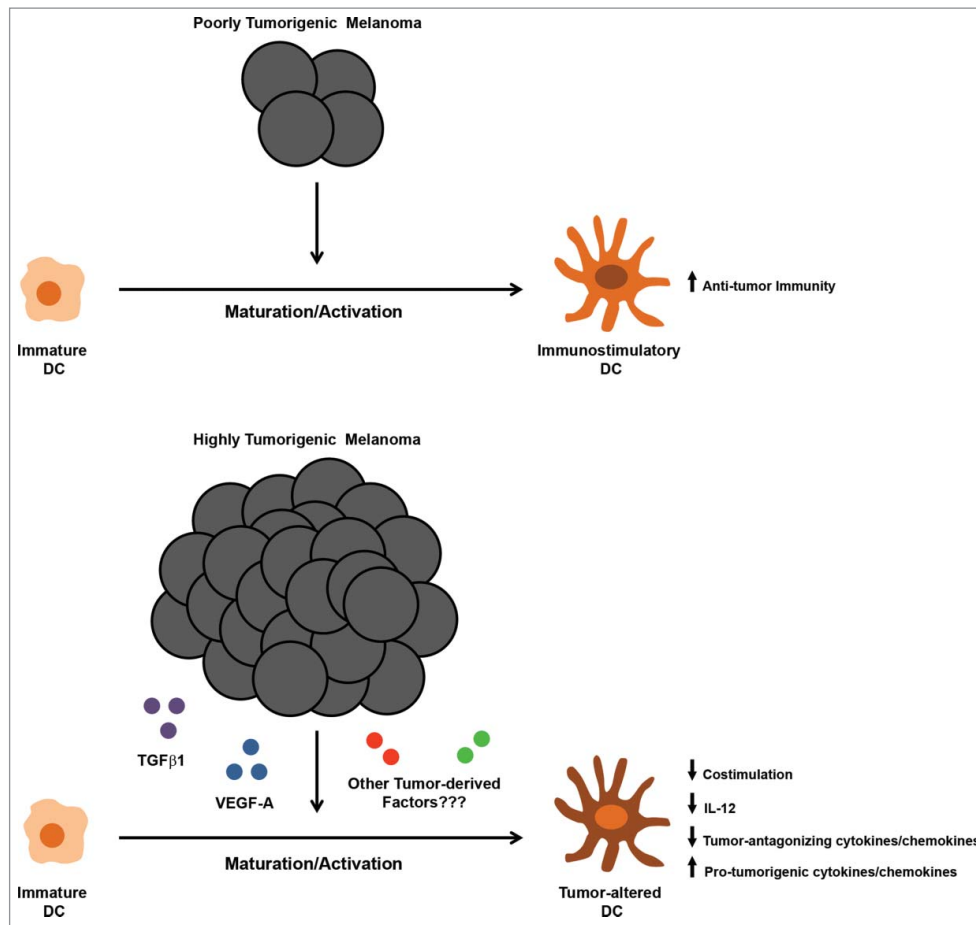 Poorly Tumorigenic Melanoma
Maturation/Activation
Immature
DC
Immunostimulatory
DC
Anti-tumor Immunity
Highly Tumorigenic Melanoma
TGFβ1
VEGF-A
Other Tumor-derived
Factors???
Maturation/Activation
Immature
DC
Tumor-altered
DC
Costimulation
IL-12
Tumor-antagonizing cytokines/chemokines
Pro-tumorigenic cytokines/chemokines